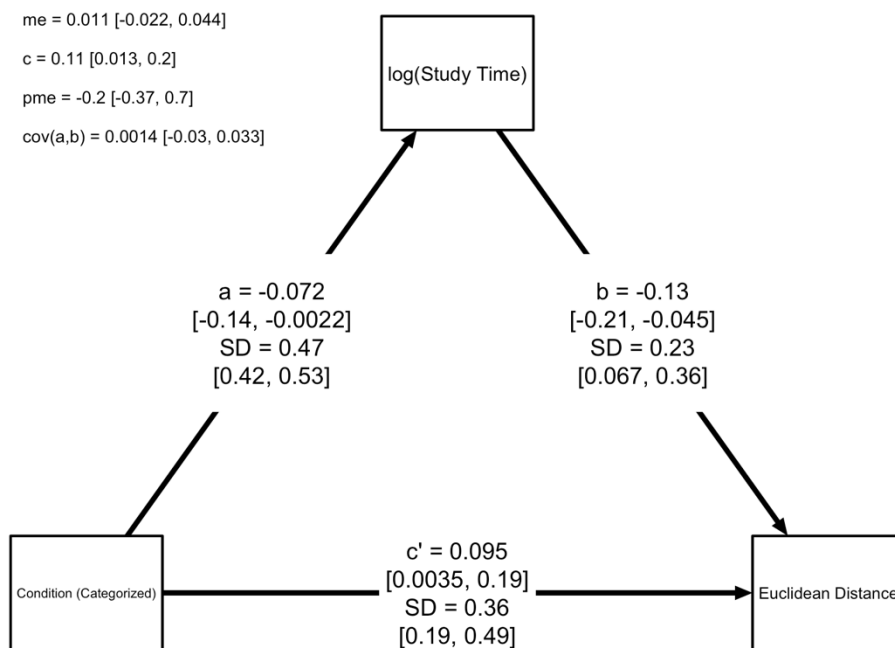 me = 0.011 [-0.022, 0.044]
c = 0.11 [0.013, 0.2]
pme = -0.2 [-0.37, 0.7]
cov(a,b) = 0.0014 [-0.03, 0.033]
log(Study Time)
a = -0.072
[-0.14, -0.0022]
SD = 0.47
[0.42, 0.53]
b = -0.13
[-0.21, -0.045]
SD = 0.23
[0.067, 0.36]
Condition (Categorized)
c' = 0.095
[0.0035, 0.19]
SD = 0.36
[0.19, 0.49]
Euclidean Distance